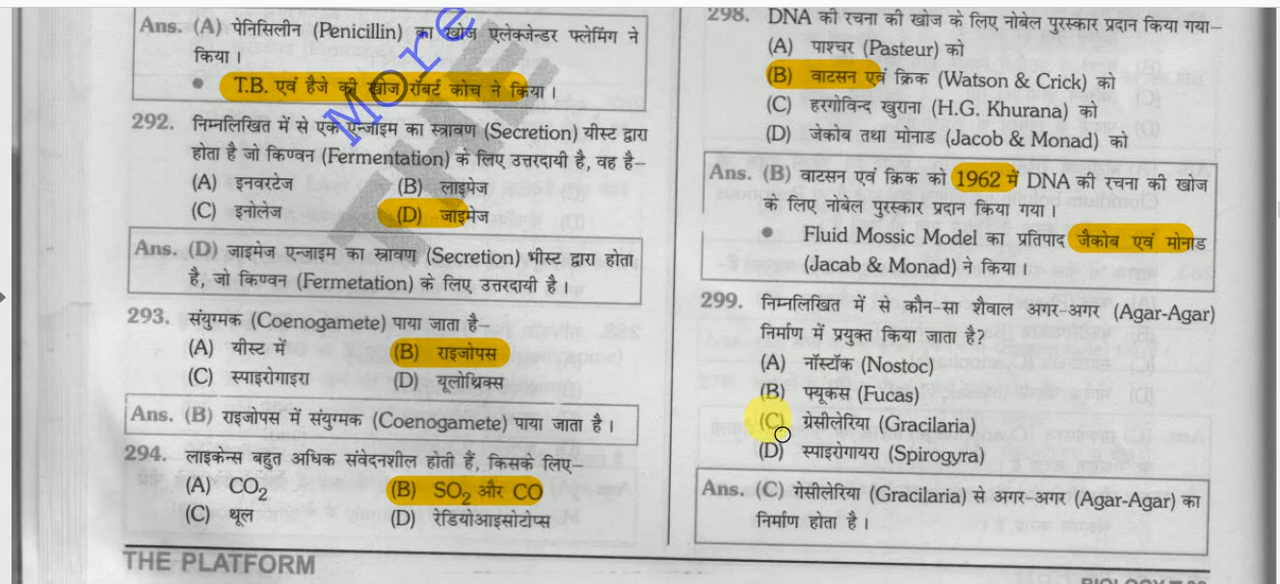 Ans. (A) पेनिसिलीन (Penicillin) का खोज एलेक्जेन्डर फ्लेमिंग ने
किया ।
• T.B. एवं हैजे की खोज रॉबर्ट कोच ने किया ।
292. निम्नलिखित में से एक एन्जाइम का स्त्रावण (Secretion) यीस्ट द्वारा
होता है जो किण्वन (Fermentation) के लिए उत्तरदायी है, वह है–
(A) इनवरटेज (B) लाइपेज
(C) इनोलेज (D) जाइमेज
Ans. (D) जाइमेज एन्जाइम का स्रावण (Secretion) भीस्ट द्वारा होता
है, जो किण्वन (Fermetation) के लिए उत्तरदायी है ।
293. संयुग्मक (Coenogamete) पाया जाता है–
(A) यीस्ट में (B) राइजोपस
(C) स्पाइरोगाइरा (D) यूलोथ्रिक्स
Ans. (B) राइजोपस में संयुग्मक (Coenogamete) पाया जाता है ।
294. लाइकेन्स बहुत अधिक संवेदनशील होती हैं, किसके लिए–
(A) CO2 (B) SO2 और CO
(C) धूल (D) रेडियोआइसोटोप्स
THE PLATFORM
298. DNA की रचना की खोज के लिए नोबेल पुरस्कार प्रदान किया गया–
(A) पाश्चर (Pasteur) को
(B) वाटसन एवं क्रिक (Watson & Crick) को
(C) हरगोविन्द खुराना (H.G. Khurana) को
(D) जेकोब तथा मोनाड (Jacob & Monad) को
Ans. (B) वाटसन एवं क्रिक को 1962 में DNA की रचना की खोज
के लिए नोबेल पुरस्कार प्रदान किया गया ।
• Fluid Mossic Model का प्रतिपाद जैकोब एवं मोनाड
(Jacab & Monad) ने किया ।
299. निम्नलिखित में से कौन-सा शैवाल अगर-अगर (Agar-Agar)
निर्माण में प्रयुक्त किया जाता है?
(A) नॉस्टॉक (Nostoc)
(B) फ्यूकस (Fucas)
(C) ग्रेसीलेरिया (Gracilaria)
(D) स्पाइरोगायरा (Spirogyra)
Ans. (C) गेसीलेरिया (Gracilaria) से अगर-अगर (Agar-Agar) का
निर्माण होता है ।
More
THE